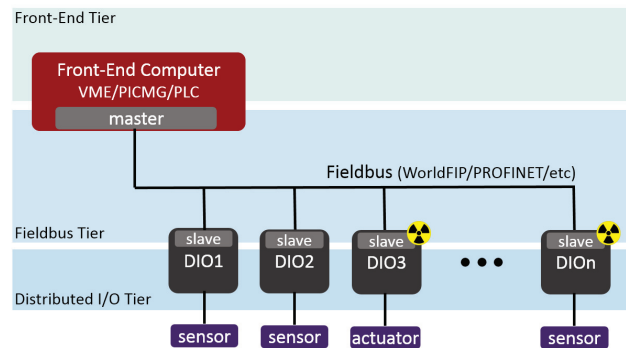 Front-End Tier
Front-End Computer
VME/PICMG/PLC
master
Fieldbus (WorldFIP/PROFINET/etc)
Fieldbus Tier
slave slave slave slave
DIO1 DIO2 DIO3 ••• DIOn
Distributed I/O Tier
sensor sensor actuator sensor